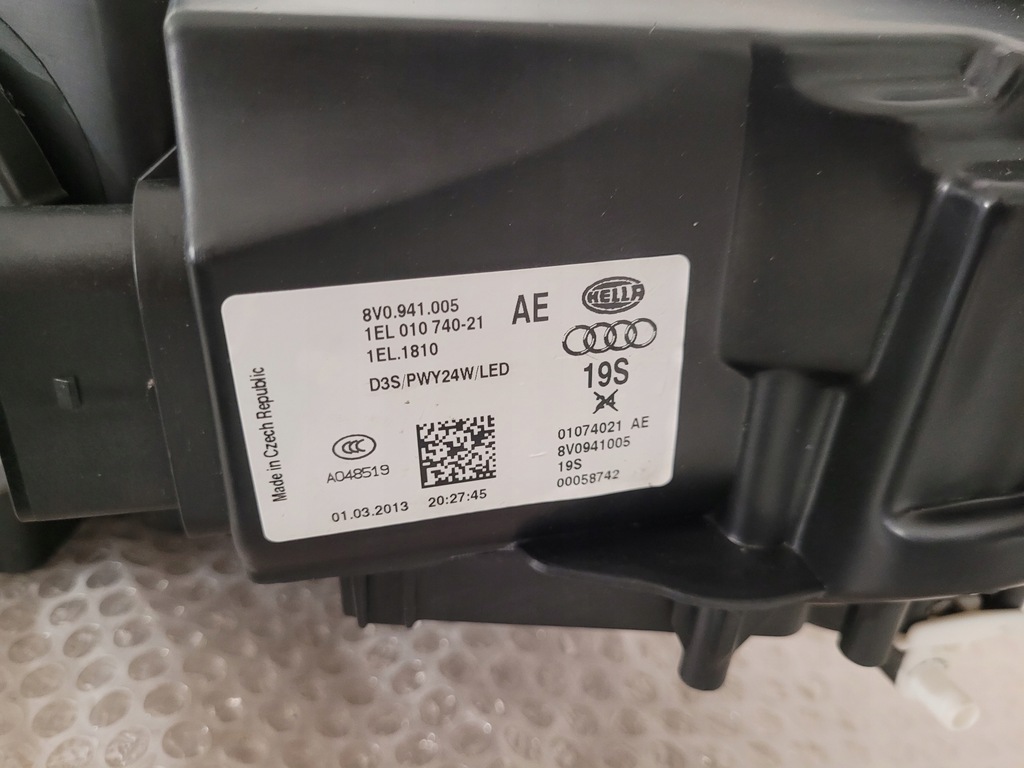 8V0.941.005
1EL 010 740-21
1EL.1810
AE
HELLA
D3S/PWY24W/LED
19S
Made in Czech Republic
CCC
A048519
01.03.2013
20:27:45
01074021 AE
8V0941005
19S
00058742